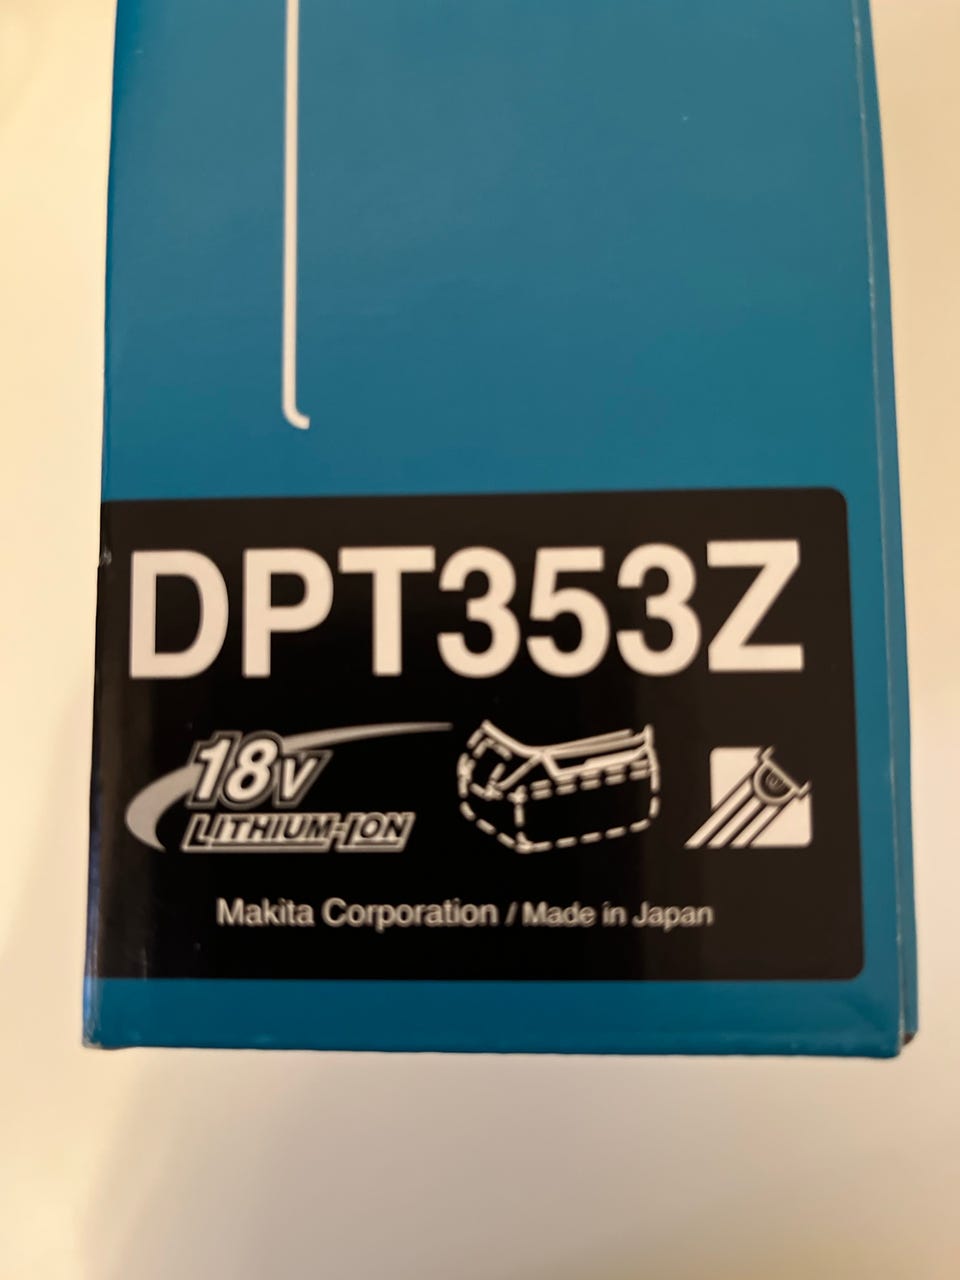 DPT353Z
18V
LITHIUM-ION
Makita Corporation / Made in Japan